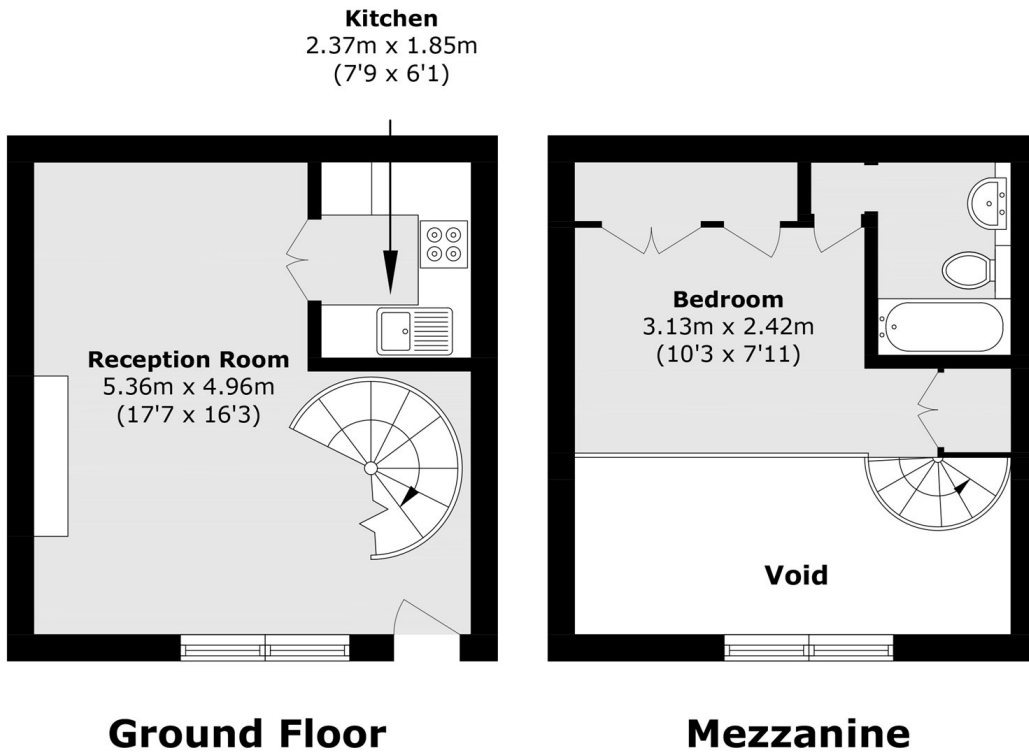 Kitchen
2.37m x 1.85m
(7'9 x 6'1)
Reception Room
5.36m x 4.96m
(17'7 x 16'3)
Bedroom
3.13m x 2.42m
(10'3 x 7'11)
Void
Ground Floor
Mezzanine